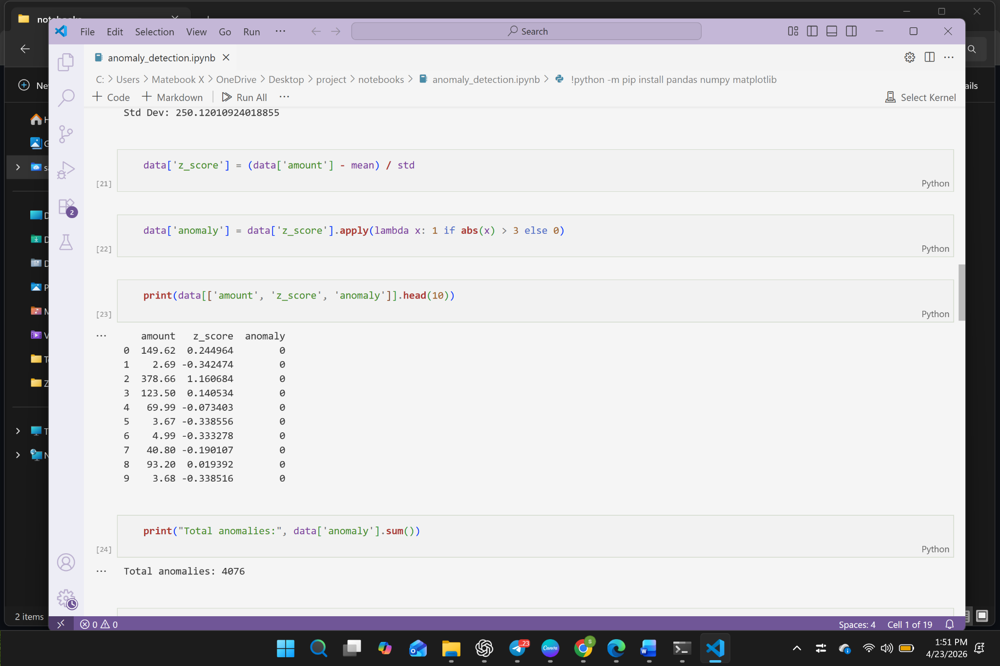 File Edit Selection View Go Run ··· Search
anomaly_detection.ipynb
C: > Users > Matebook X > OneDrive > Desktop > project > notebooks > anomaly_detection.ipynb > !python -m pip install pandas numpy matplotlib
+ Code + Markdown Run All ··· Select Kernel
Std Dev: 250.12010924018855
data['z_score'] = (data['amount'] - mean) / std
[21] Python
data['anomaly'] = data['z_score'].apply(lambda x: 1 if abs(x) > 3 else 0)
[22] Python
print(data[['amount', 'z_score', 'anomaly']].head(10))
[23] Python
amount z_score anomaly
0 149.62 0.244964 0
1 2.69 -0.342474 0
2 378.66 1.160684 0
3 123.50 0.140534 0
4 69.99 -0.073403 0
5 3.67 -0.338556 0
6 4.99 -0.333278 0
7 40.80 -0.190107 0
8 93.20 0.019392 0
9 3.68 -0.338516 0
print("Total anomalies:", data['anomaly'].sum())
[24] Python
Total anomalies: 4076
2
2 items
0 0 Spaces: 4 Cell 1 of 19
..23
Canva
1:51 PM
4/23/2026